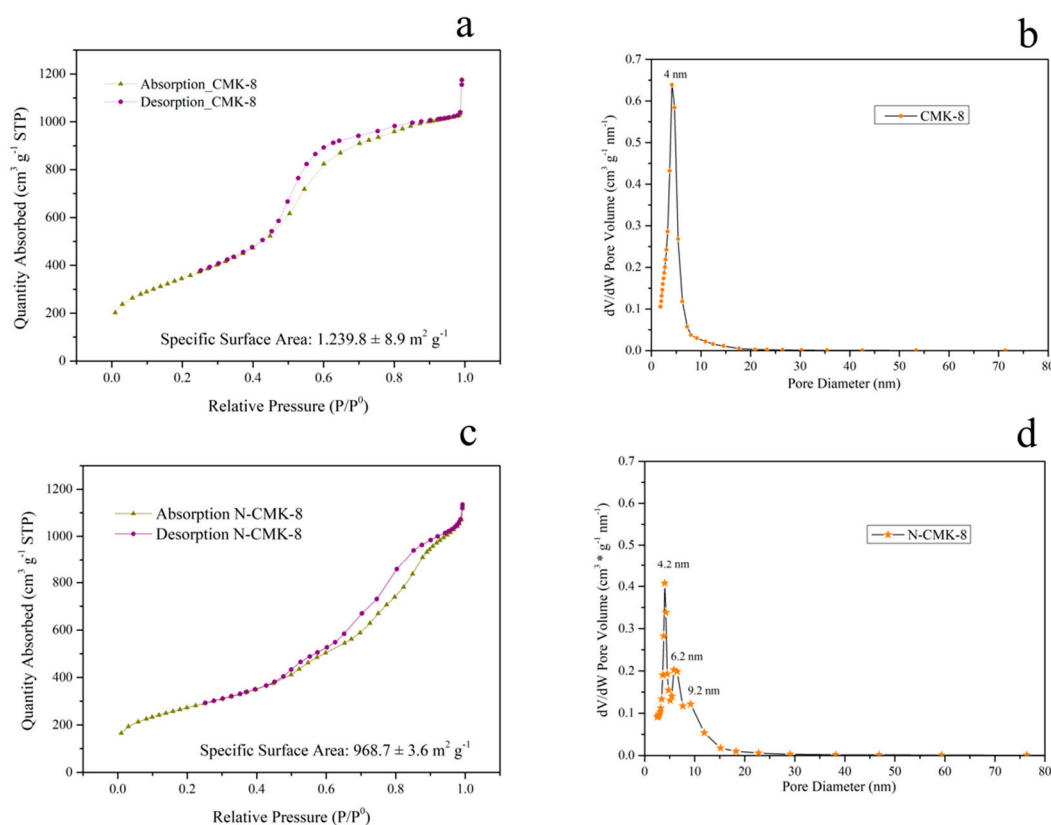 a
Quantity Absorbed (cm³ g⁻¹ STP)
1200
1000
800
600
400
200
0
Absorption_CMK-8
Desorption_CMK-8
Specific Surface Area: 1.239.8 ± 8.9 m² g⁻¹
0.0 0.2 0.4 0.6 0.8 1.0
Relative Pressure (P/P⁰)
b
dV/dW Pore Volume (cm³ g⁻¹ nm⁻¹)
0.7
0.6
0.5
0.4
0.3
0.2
0.1
0.0
4 nm
CMK-8
0 10 20 30 40 50 60 70 80
Pore Diameter (nm)
c
Quantity Absorbed (cm³ g⁻¹ STP)
1200
1000
800
600
400
200
0
Absorption N-CMK-8
Desorption N-CMK-8
Specific Surface Area: 968.7 ± 3.6 m² g⁻¹
0.0 0.2 0.4 0.6 0.8 1.0
Relative Pressure (P/P⁰)
d
dV/dW Pore Volume (cm³ * g⁻¹ nm⁻¹)
0.7
0.6
0.5
0.4
0.3
0.2
0.1
0.0
4.2 nm
6.2 nm
9.2 nm
N-CMK-8
0 10 20 30 40 50 60 70 80
Pore Diameter (nm)